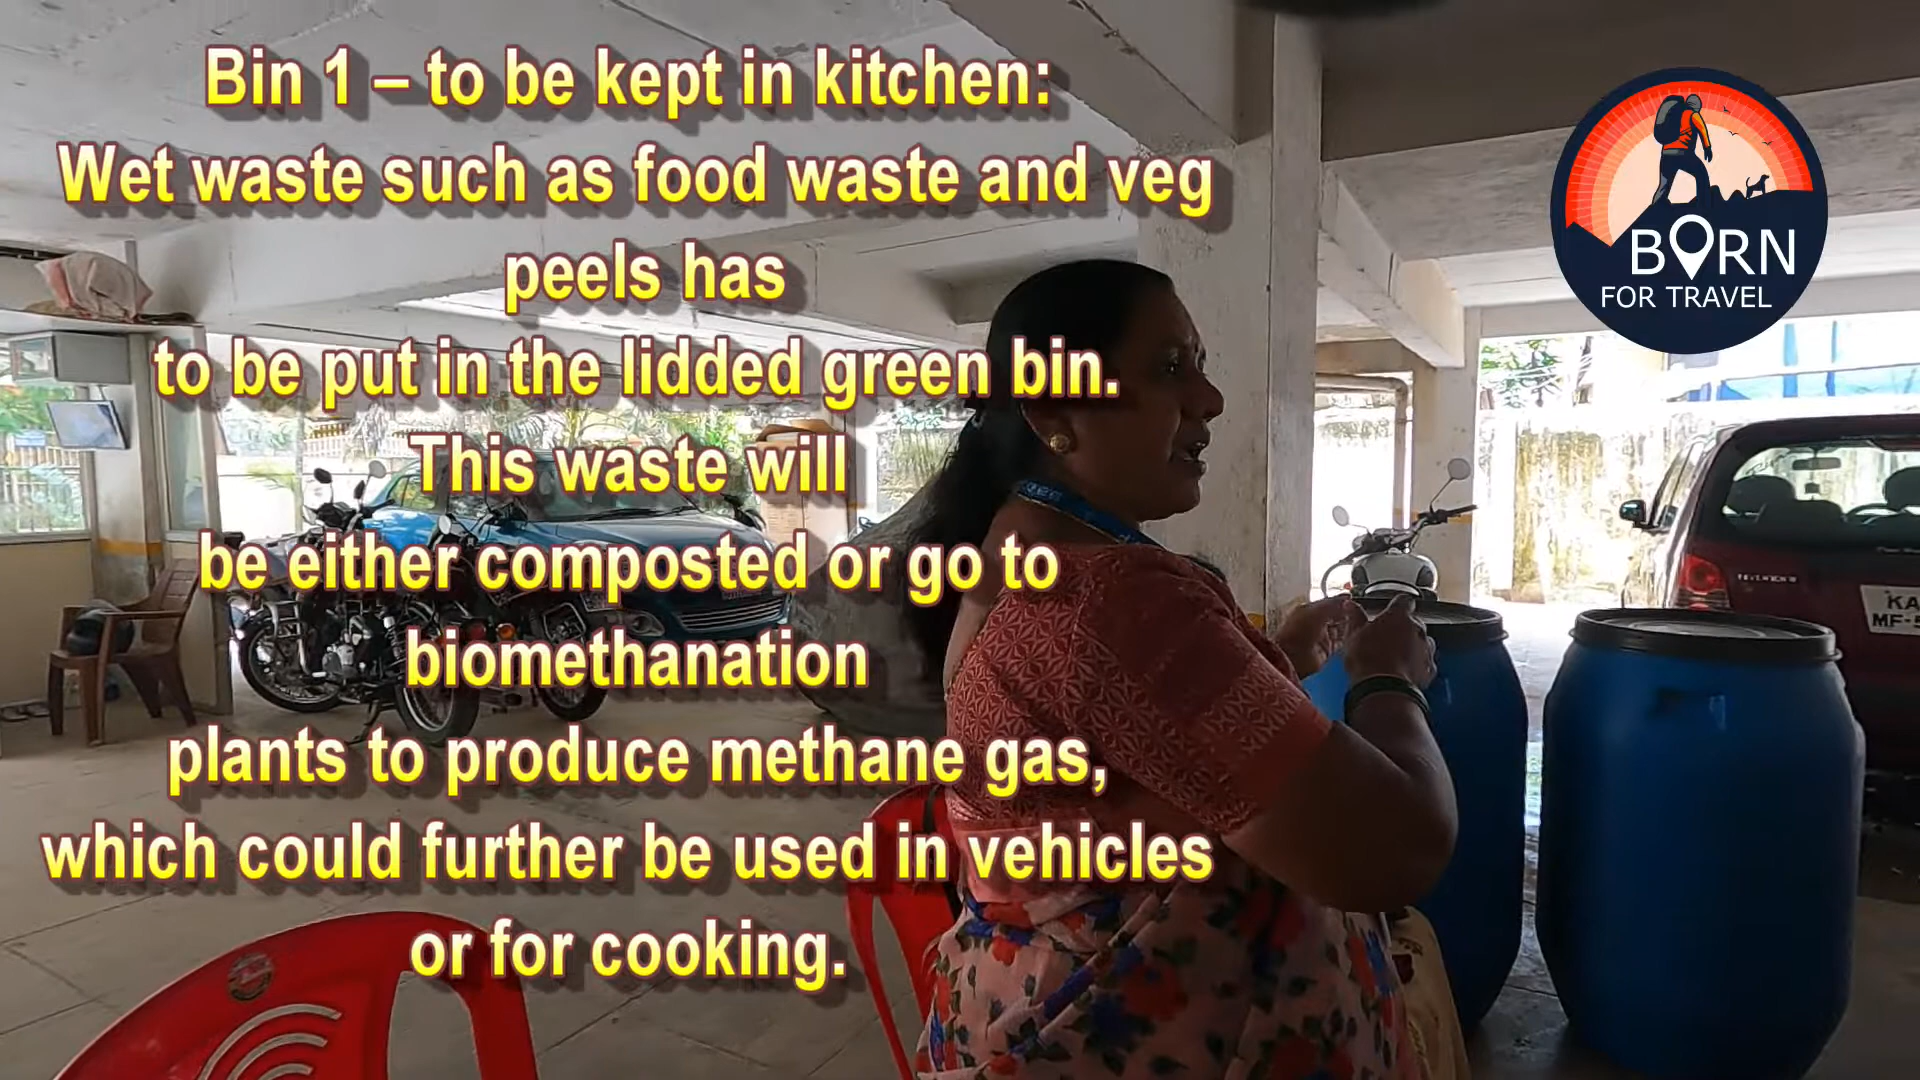 Bin 1 – to be kept in kitchen:
Wet waste such as food waste and veg
peels has
to be put in the lidded green bin.
This waste will
be either composted or go to
biomethanation
plants to produce methane gas,
which could further be used in vehicles
or for cooking.
BORN
FOR TRAVEL
KA